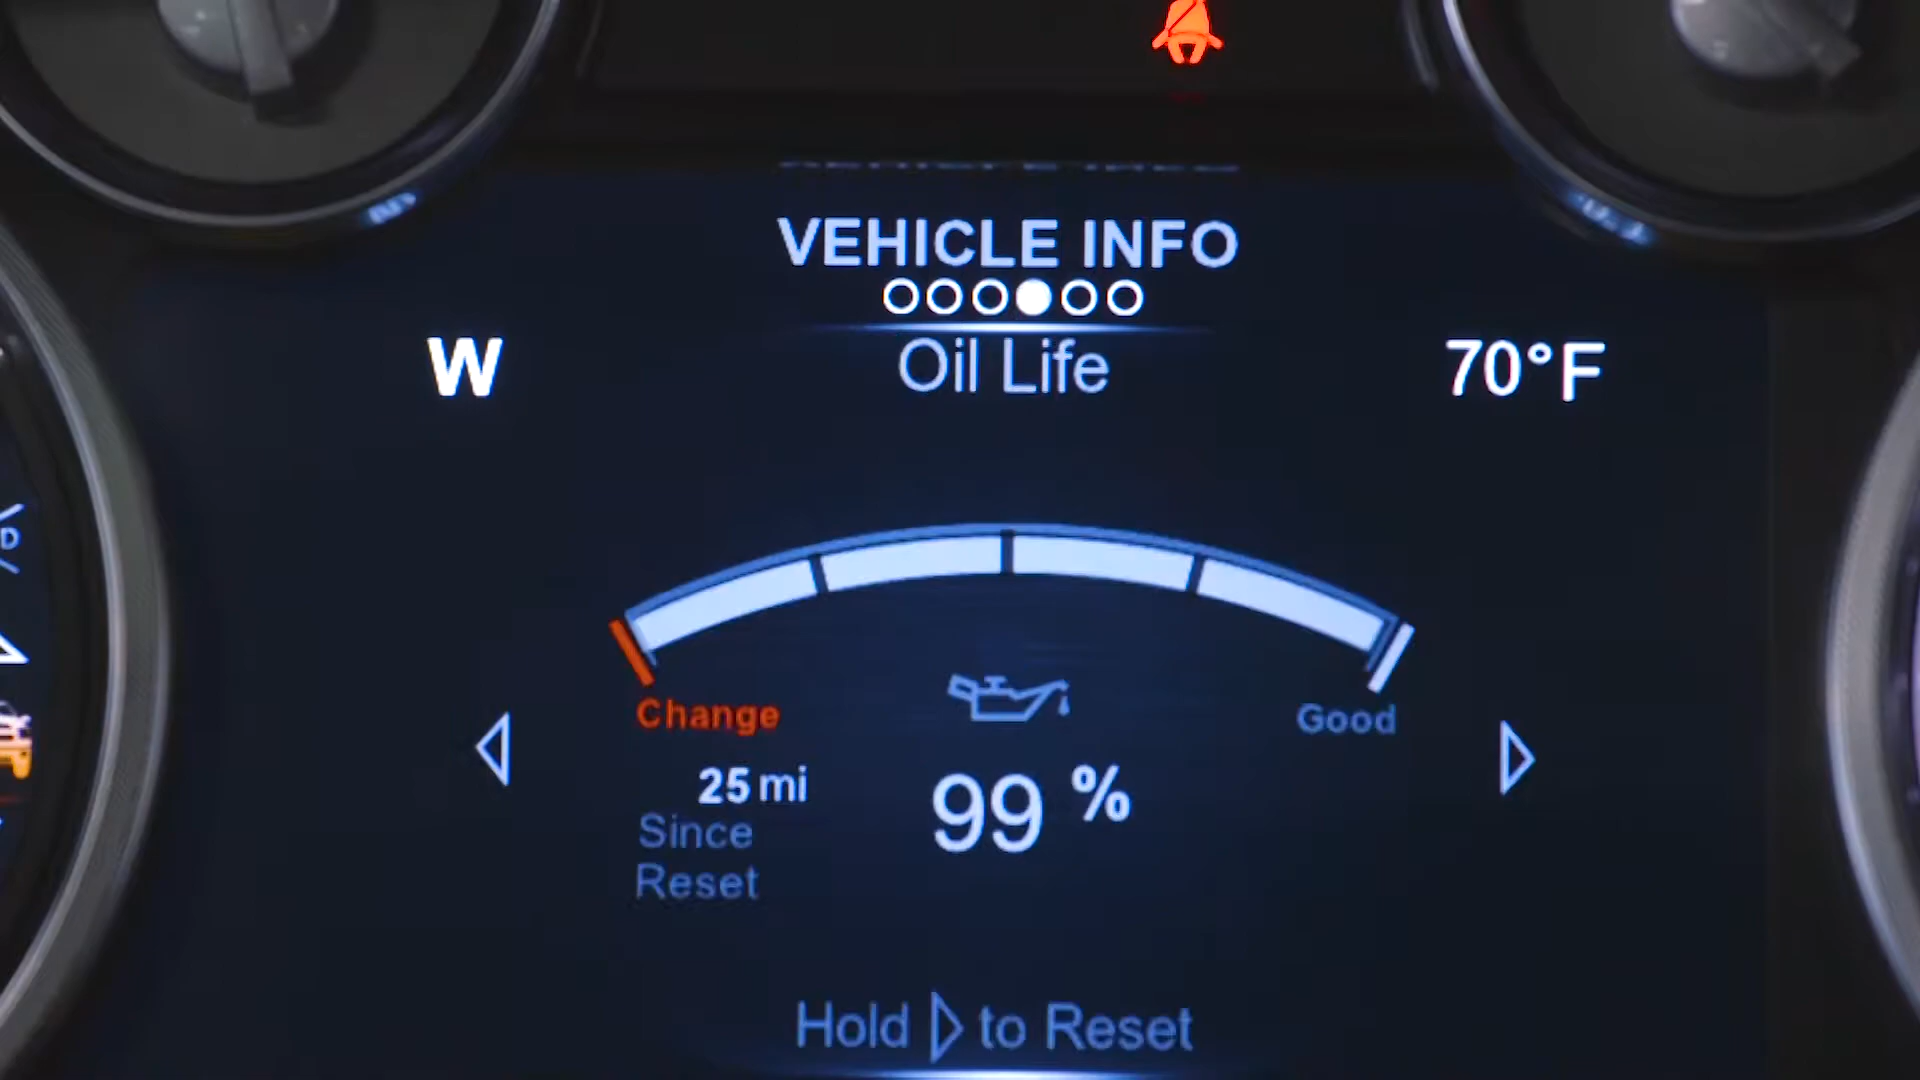 VEHICLE INFO
Oil Life
W
70°F
Change
Good
25 mi
Since
Reset
99 %
Hold ▷ to Reset